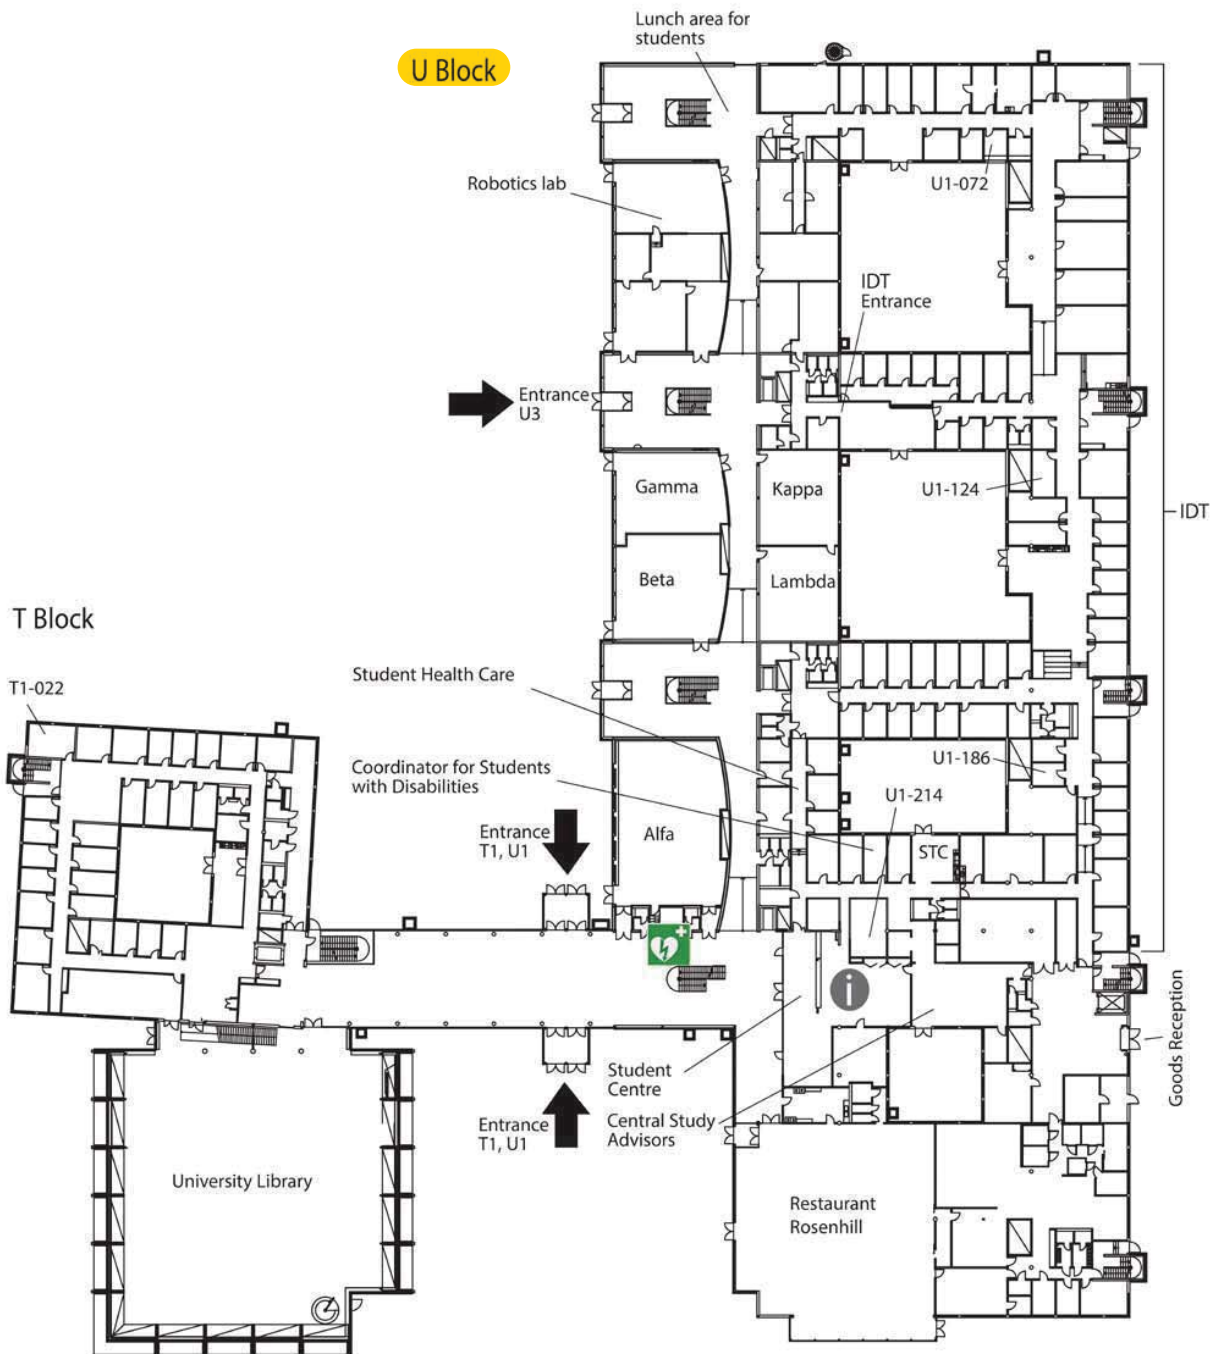 Lunch area for
students
U Block
Robotics lab
U1-072
IDT
Entrance
Entrance
U3
Gamma
Kappa
U1-124
IDT
Beta
Lambda
T Block
T1-022
Student Health Care
Coordinator for Students
with Disabilities
U1-186
U1-214
Entrance
T1, U1
Alfa
STC
i
Goods Reception
Student
Centre
Central Study
Advisors
Entrance
T1, U1
University Library
Restaurant
Rosenhill